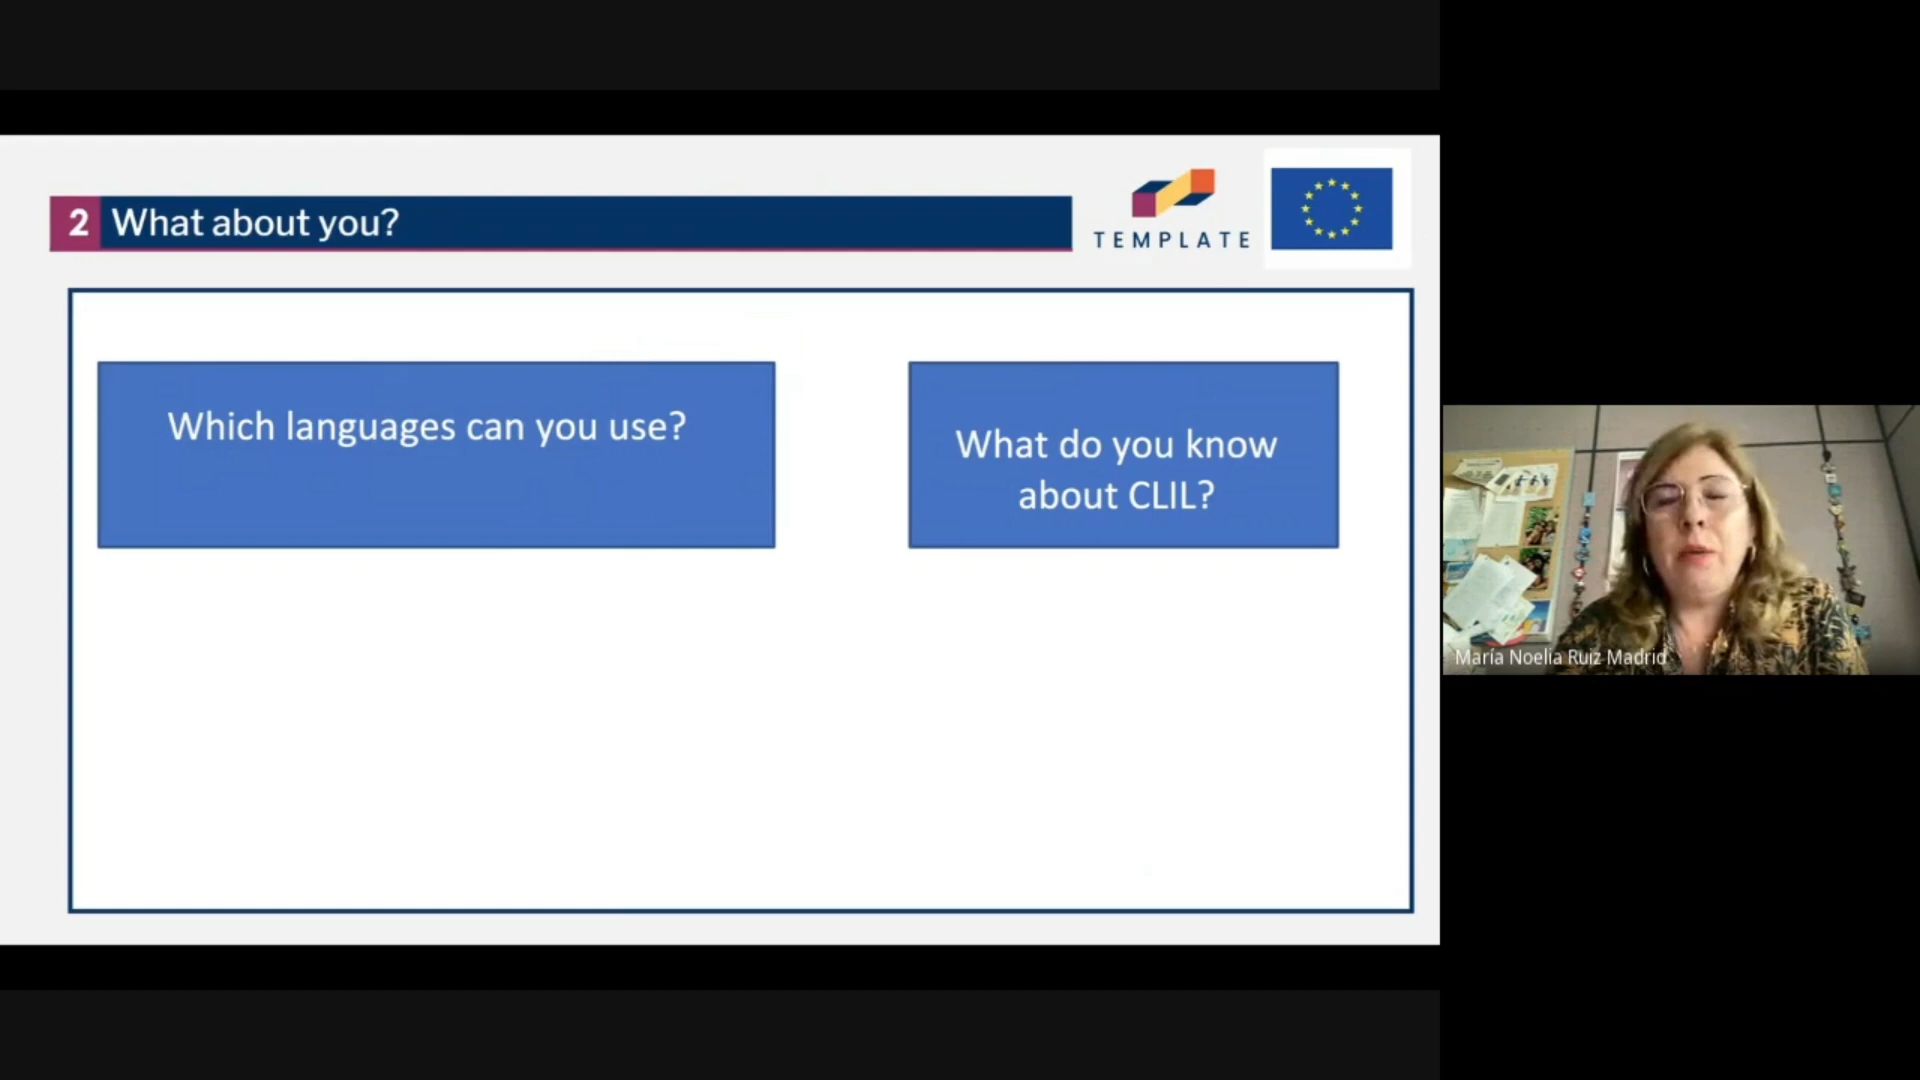 2 What about you?
TEMPLATE
Which languages can you use?
What do you know
about CLIL?
María Noelia Ruiz Madrid